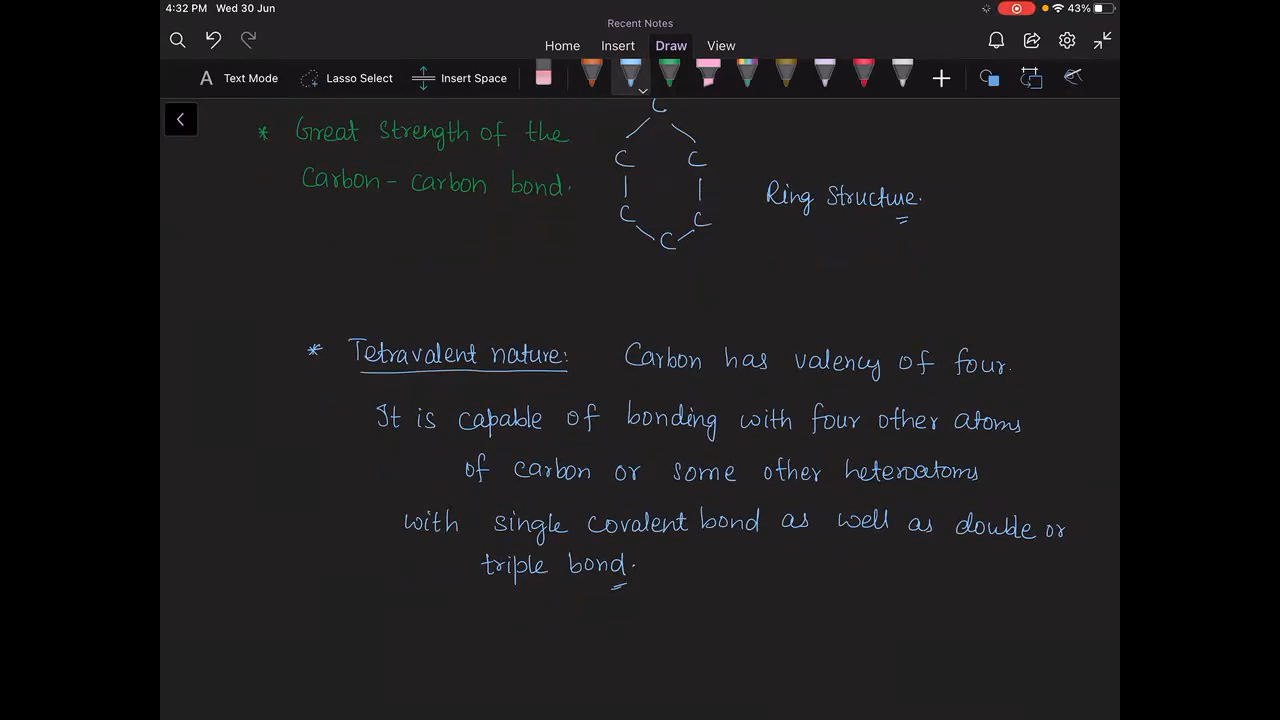 4:32 PM Wed 30 Jun
43%
Recent Notes
Home Insert Draw View
Text Mode Lasso Select Insert Space
* Great strength of the
Carbon - carbon bond.
C
C C
C C
C
Ring Structure.
* Tetravalent nature: Carbon has valency of four.
It is capable of bonding with four other atoms
of carbon or some other heteroatoms
with single covalent bond as well as double or
triple bond.